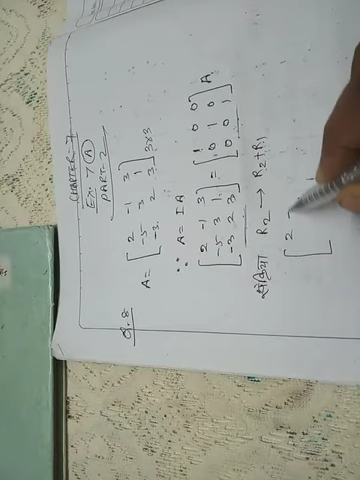 CHAPTER-7
Ex. 7(A)
PART-2
Q.8
A = [ 2 -1 3
-5 3 1
-3 2 3 ] 3x3
∵ A = IA
[ 2 -1 3
-5 3 1
-3 2 3 ] = [ 1 0 0
0 1 0
0 0 1 ] A
R2 → R2+R1
[ 2